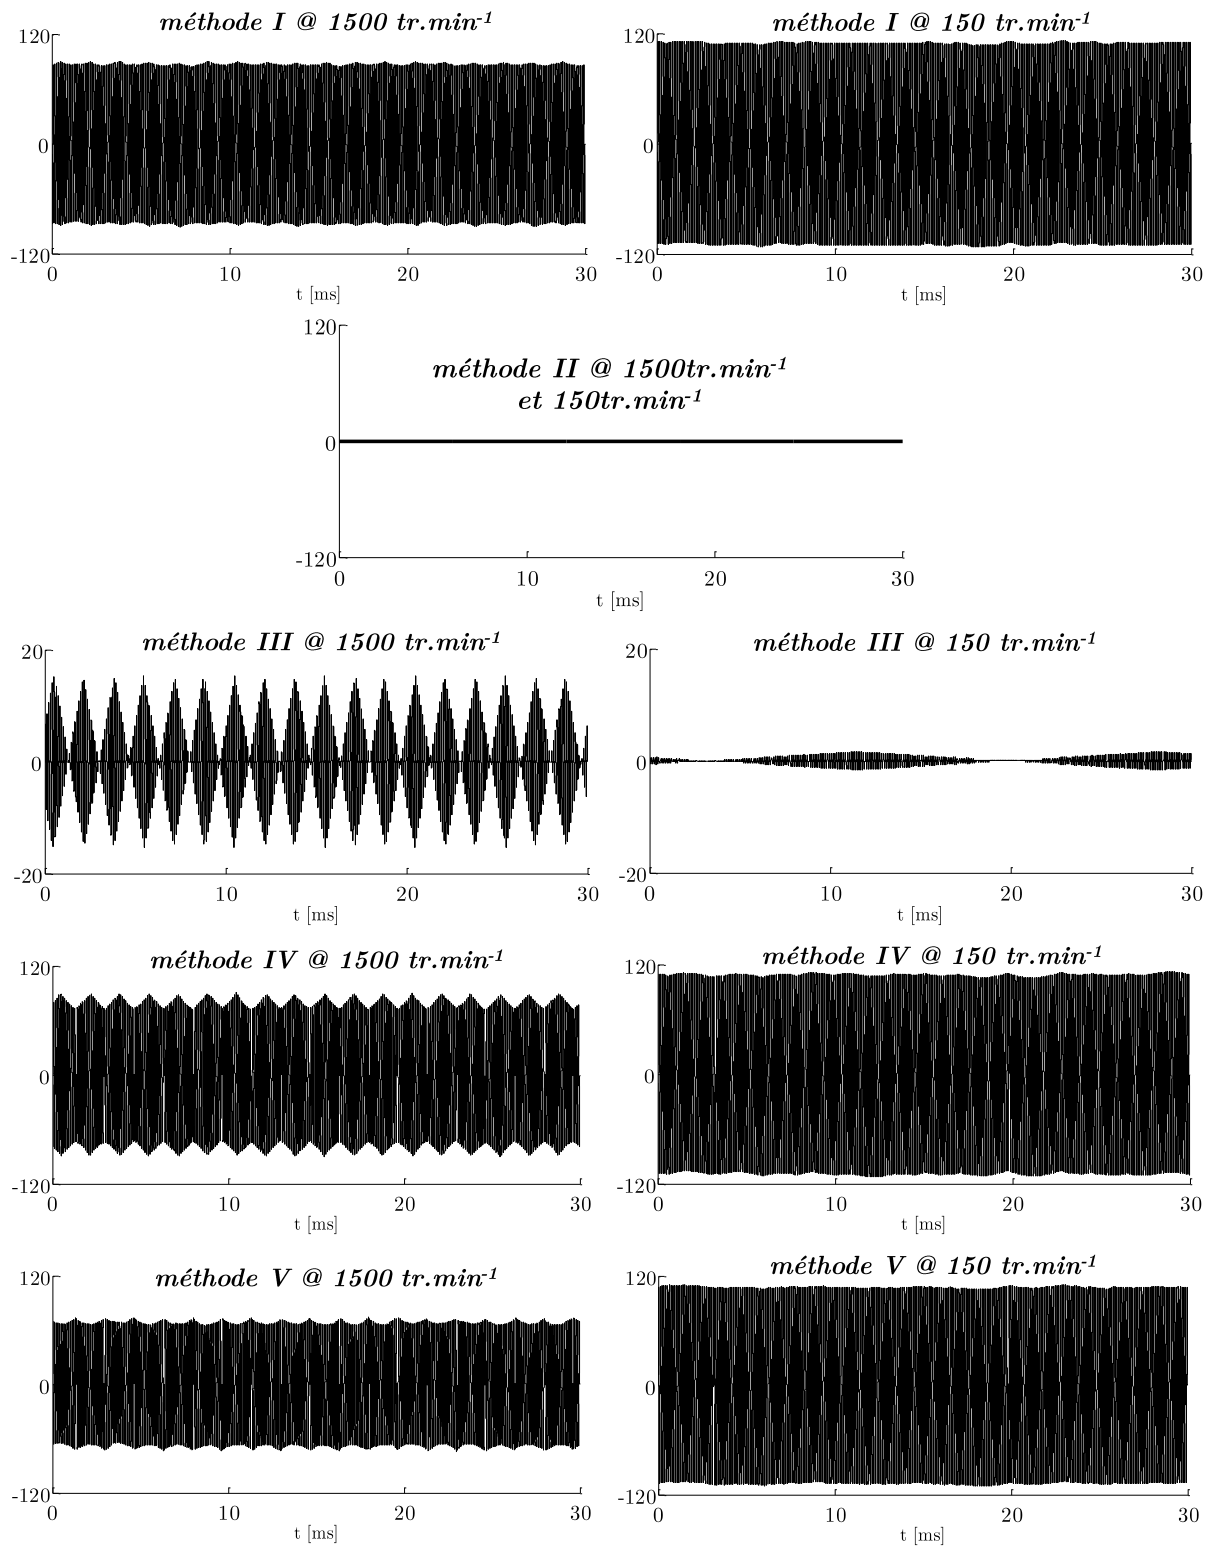 méthode I @ 1500 tr.min-1
120
0
-120
0 10 20 30
t [ms]
méthode I @ 150 tr.min-1
120
0
-120
0 10 20 30
t [ms]
méthode II @ 1500tr.min-1
et 150tr.min-1
120
0
-120
0 10 20 30
t [ms]
méthode III @ 1500 tr.min-1
20
0
-20
0 10 20 30
t [ms]
méthode III @ 150 tr.min-1
20
0
-20
0 10 20 30
t [ms]
méthode IV @ 1500 tr.min-1
120
0
-120
0 10 20 30
t [ms]
méthode IV @ 150 tr.min-1
120
0
-120
0 10 20 30
t [ms]
méthode V @ 1500 tr.min-1
120
0
-120
0 10 20 30
t [ms]
méthode V @ 150 tr.min-1
120
0
-120
0 10 20 30
t [ms]